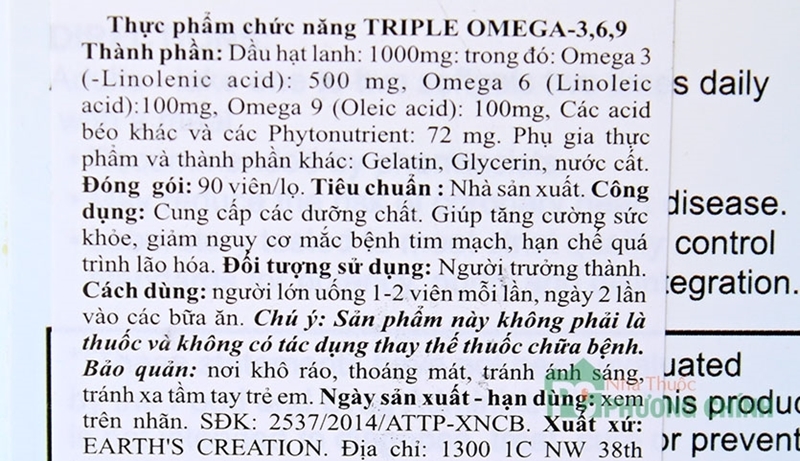 Thực phẩm chức năng TRIPLE OMEGA-3,6,9
Thành phần: Dầu hạt lanh: 1000mg: trong đó: Omega 3
(-Linolenic acid): 500 mg, Omega 6 (Linoleic
acid):100mg, Omega 9 (Oleic acid): 100mg, Các acid
béo khác và các Phytonutrient: 72 mg. Phụ gia thực
phẩm và thành phần khác: Gelatin, Glycerin, nước cất.
Đóng gói: 90 viên/lọ. Tiêu chuẩn : Nhà sản xuất. Công
dụng: Cung cấp các dưỡng chất. Giúp tăng cường sức
khỏe, giảm nguy cơ mắc bệnh tim mạch, hạn chế quá
trình lão hóa. Đối tượng sử dụng: Người trưởng thành.
Cách dùng: người lớn uống 1-2 viên mỗi lần, ngày 2 lần
vào các bữa ăn. Chú ý: Sản phẩm này không phải là
thuốc và không có tác dụng thay thế thuốc chữa bệnh.
Bảo quản: nơi khô ráo, thoáng mát, tránh ánh sáng,
tránh xa tầm tay trẻ em. Ngày sản xuất - hạn dùng: xem
trên nhãn. SĐK: 2537/2014/ATTP-XNCB. Xuất xứ:
EARTH'S CREATION. Địa chỉ: 1300 1C NW 38th
s daily
disease.
control
tegration.
uated
his produc
or prevent
Nhà Thuốc
PHƯƠNG CHÍNH